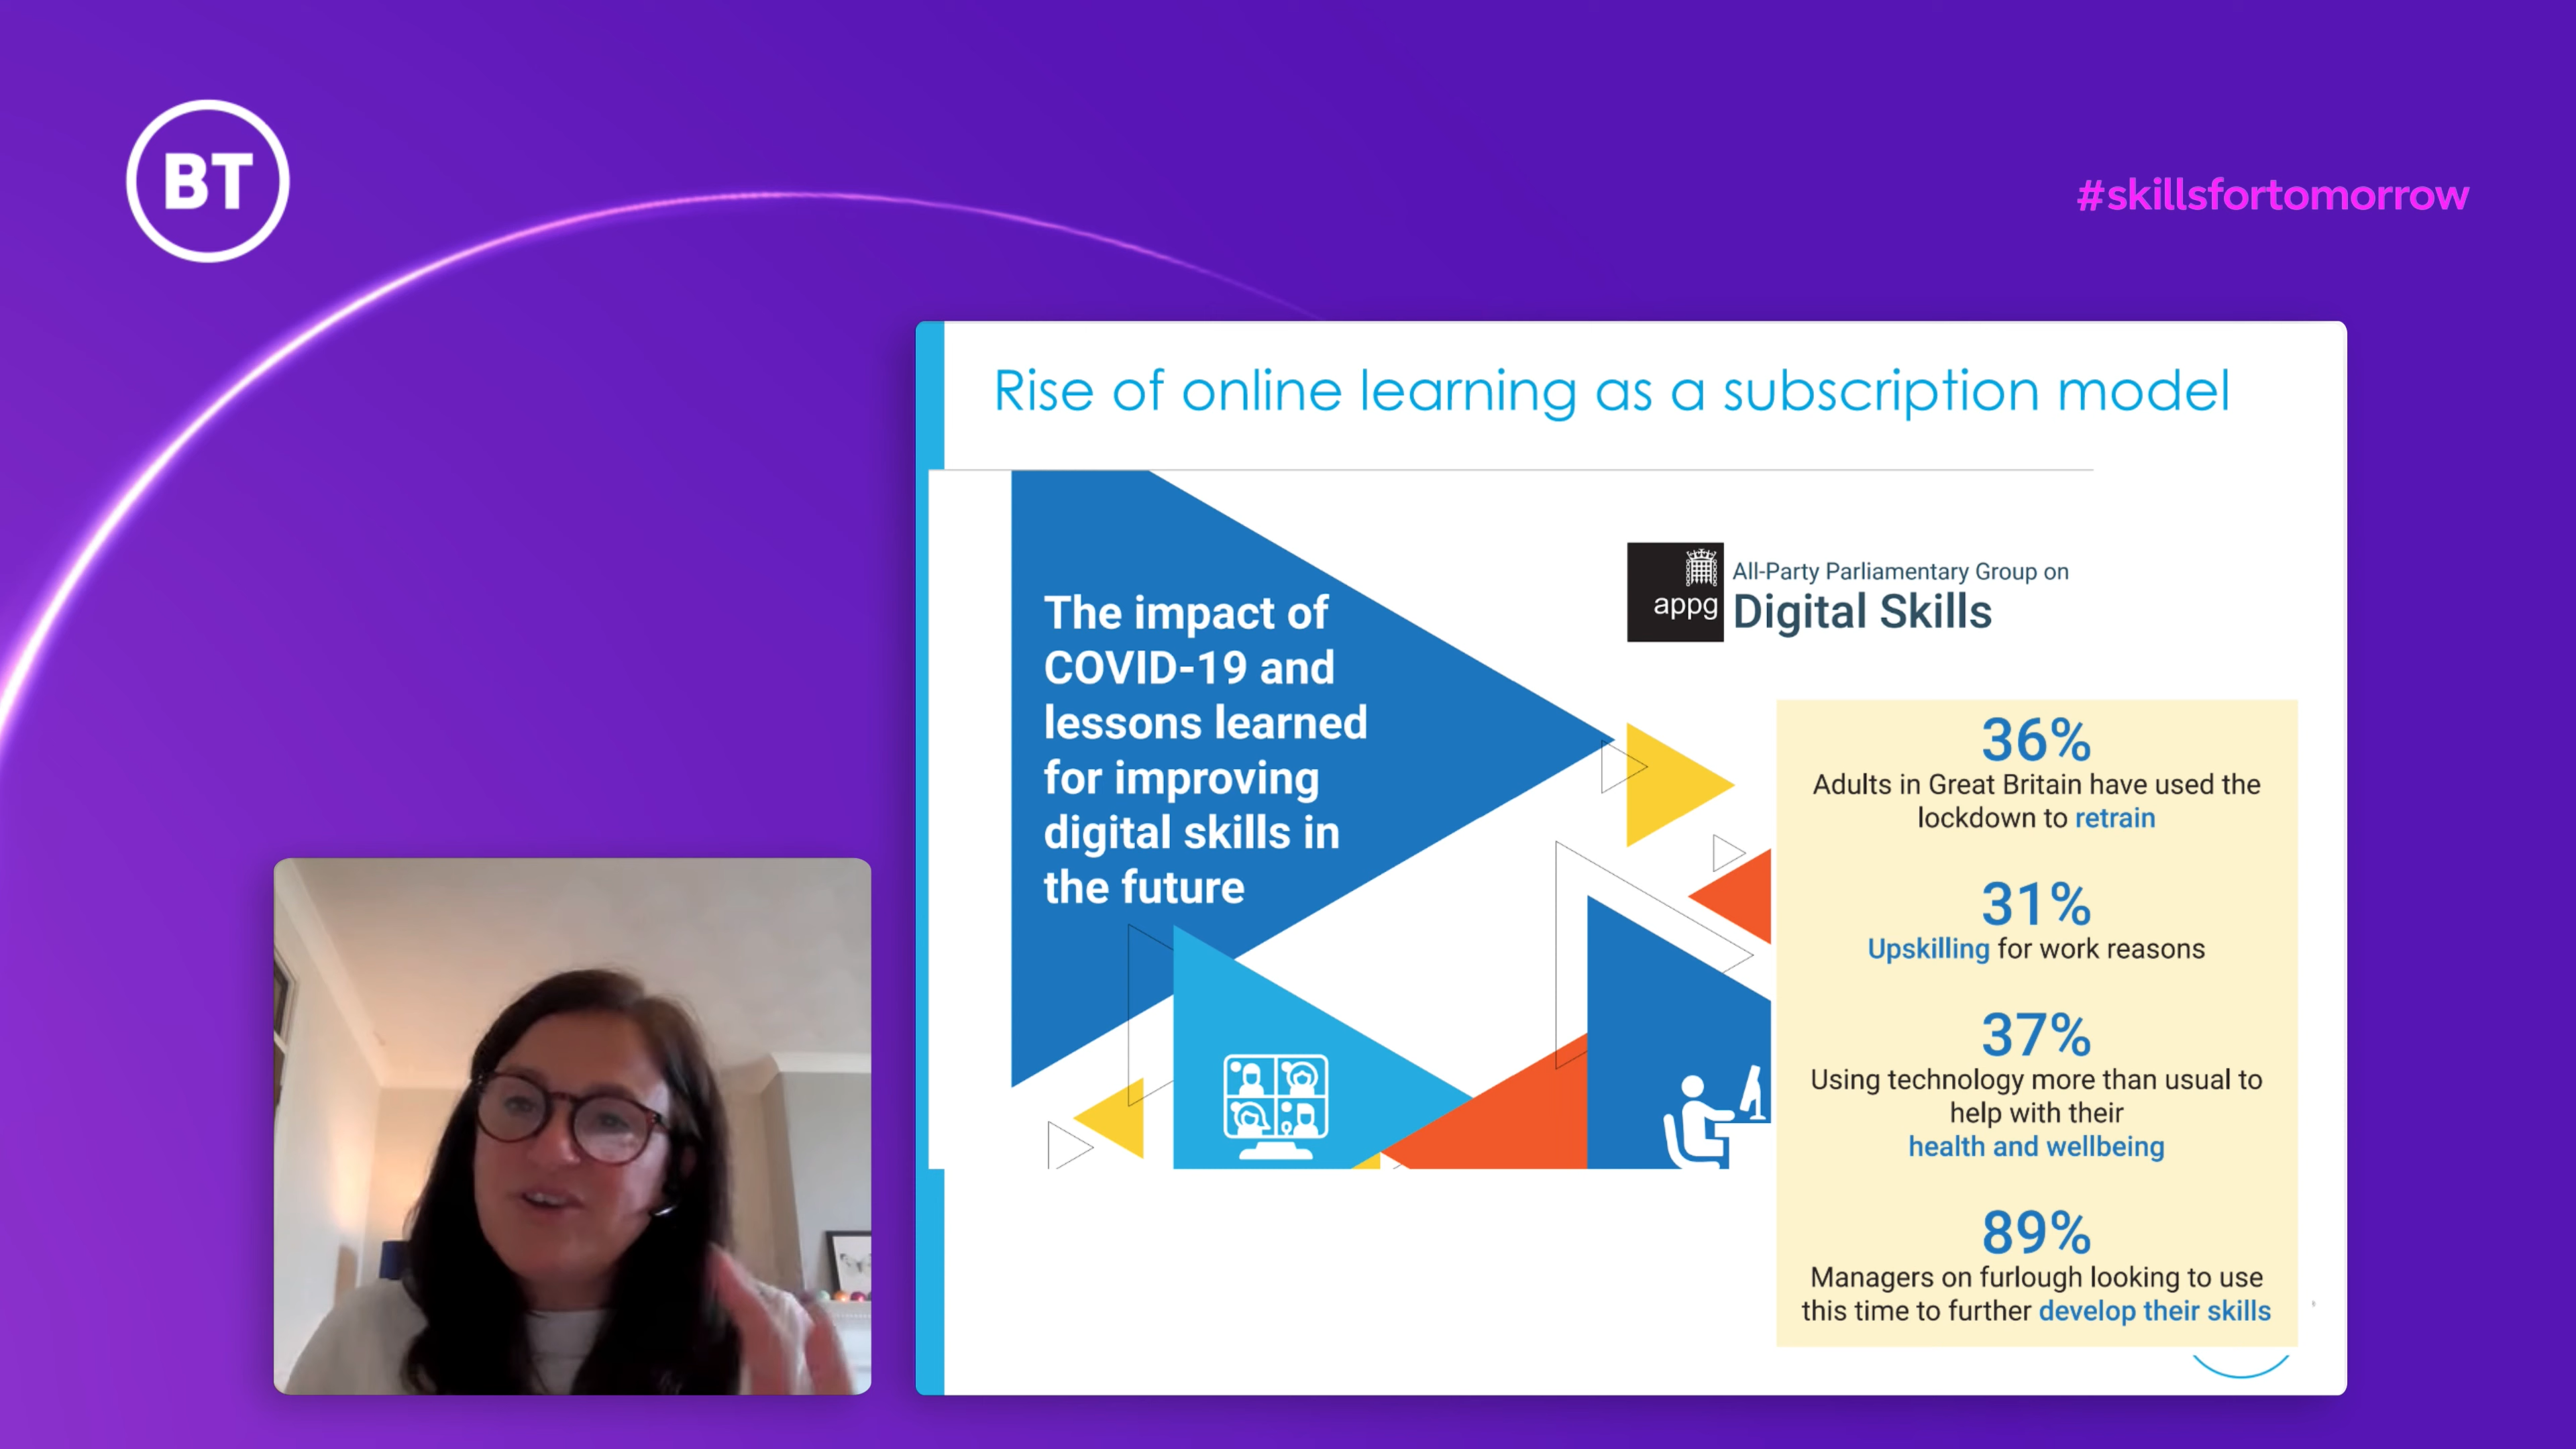 BT
#skillsfortomorrow
Rise of online learning as a subscription model
The impact of
COVID-19 and
lessons learned
for improving
digital skills in
the future
appg
All-Party Parliamentary Group on
Digital Skills
36%
Adults in Great Britain have used the
lockdown to retrain
31%
Upskilling for work reasons
37%
Using technology more than usual to
help with their
health and wellbeing
89%
Managers on furlough looking to use
this time to further develop their skills